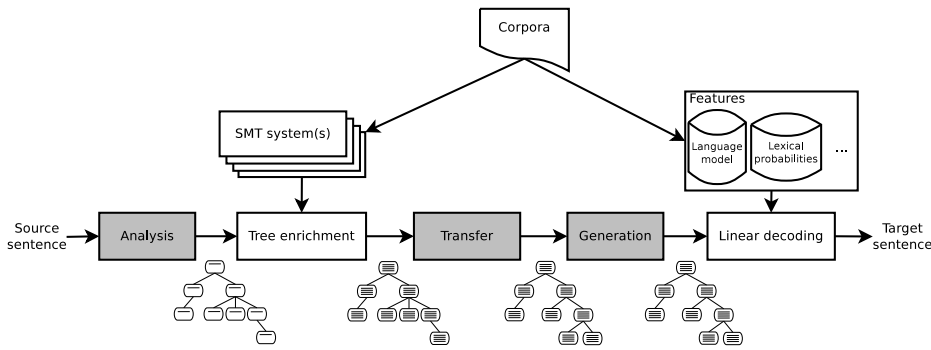 Corpora
SMT system(s)
Features
Language
model
Lexical
probabilities
...
Source
sentence
Analysis
Tree enrichment
Transfer
Generation
Linear decoding
Target
sentence